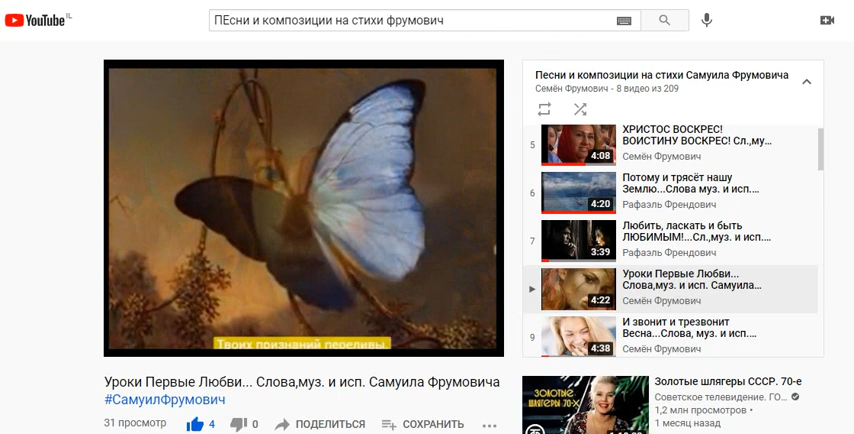 YouTube IL
ПЕсни и композиции на стихи фрумович
Твоих признаний переливы.
Уроки Первые Любви... Слова,муз. и исп. Самуила Фрумовича
#СамуилФрумович
31 просмотр
4
0
ПОДЕЛИТЬСЯ
СОХРАНИТЬ
Песни и композиции на стихи Самуила Фрумовича
Семён Фрумович - 8 видео из 209
5
4:08
ХРИСТОС ВОСКРЕС!
ВОИСТИНУ ВОСКРЕС! Сл.,му...
Семён Фрумович
6
4:20
Потому и трясёт нашу
Землю...Слова муз. и исп....
Рафаэль Френдович
7
3:39
Любить, ласкать и быть
ЛЮБИМЫМ!...Сл.,муз. и исп....
Рафаэль Френдович
4:22
Уроки Первые Любви...
Слова,муз. и исп. Самуила...
Семён Фрумович
9
4:38
И звонит и трезвонит
Весна...Слова, муз. и исп....
Семён Фрумович
ЗОЛОТЫЕ
ШЛЯГЕРЫ 70-Х
Золотые шлягеры СССР. 70-е
Советское телевидение. ГО...
1,2 млн просмотров •
1 месяц назад